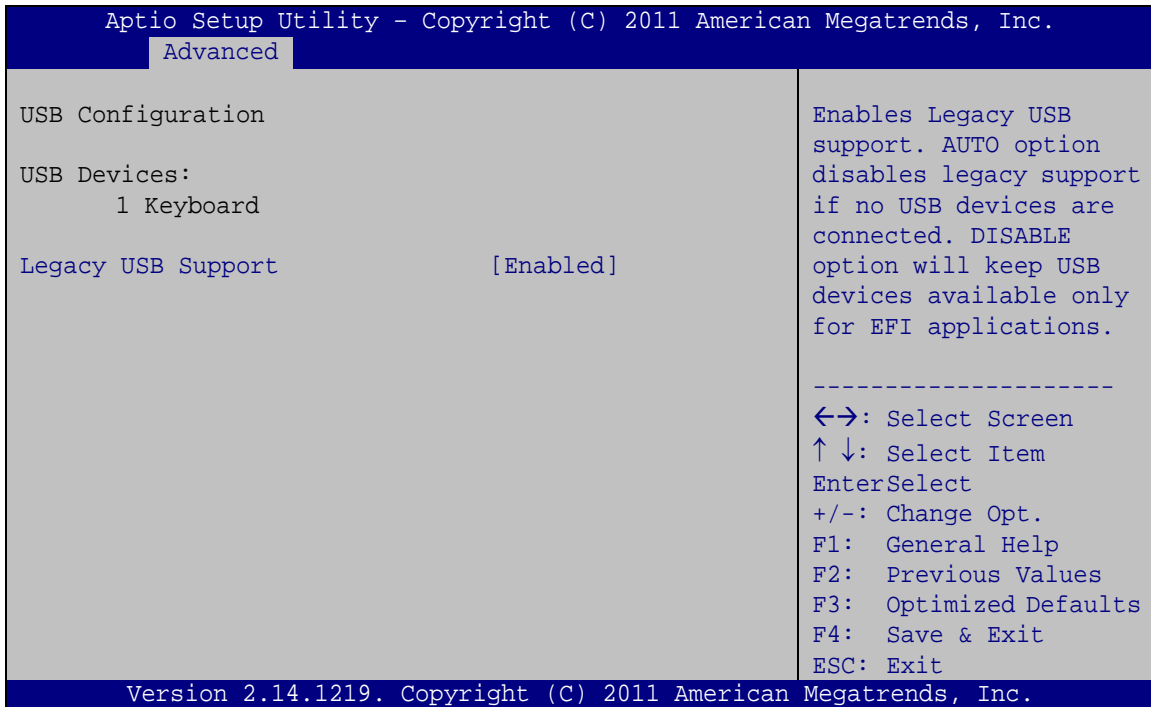 Aptio Setup Utility – Copyright (C) 2011 American Megatrends, Inc.
Advanced
USB Configuration
USB Devices:
1 Keyboard
Legacy USB Support [Enabled]
Enables Legacy USB
support. AUTO option
disables legacy support
if no USB devices are
connected. DISABLE
option will keep USB
devices available only
for EFI applications.
---------------------
←→: Select Screen
↑ ↓: Select Item
EnterSelect
+/-: Change Opt.
F1: General Help
F2: Previous Values
F3: Optimized Defaults
F4: Save & Exit
ESC: Exit
Version 2.14.1219. Copyright (C) 2011 American Megatrends, Inc.